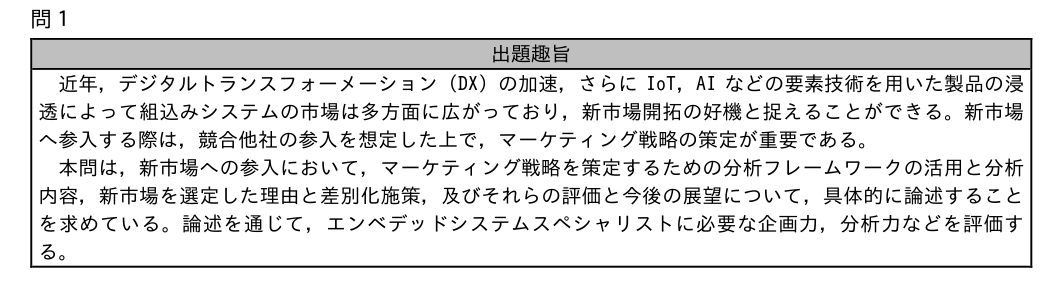 問1
出題趣旨
　近年，デジタルトランスフォーメーション（DX）の加速，さらに IoT，AI などの要素技術を用いた製品の浸
透によって組込みシステムの市場は多方面に広がっており，新市場開拓の好機と捉えることができる。新市場
へ参入する際は，競合他社の参入を想定した上で，マーケティング戦略の策定が重要である。
　本問は，新市場への参入において，マーケティング戦略を策定するための分析フレームワークの活用と分析
内容，新市場を選定した理由と差別化施策，及びそれらの評価と今後の展望について，具体的に論述すること
を求めている。論述を通じて，エンベデッドシステムスペシャリストに必要な企画力，分析力などを評価す
る。